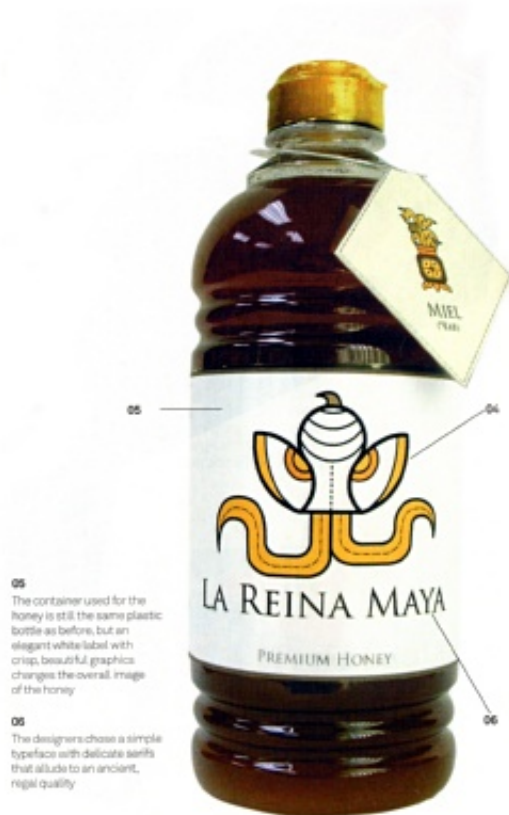 MIEL
05
04
LA REINA MAYA
PREMIUM HONEY
06
05
The container used for the
honey is still the same plastic
bottle as before, but an
elegant white label with
crisp, beautiful graphics
changes the overall image
of the honey
06
The designers chose a simple
typeface with delicate serifs
that allude to an ancient,
regal quality